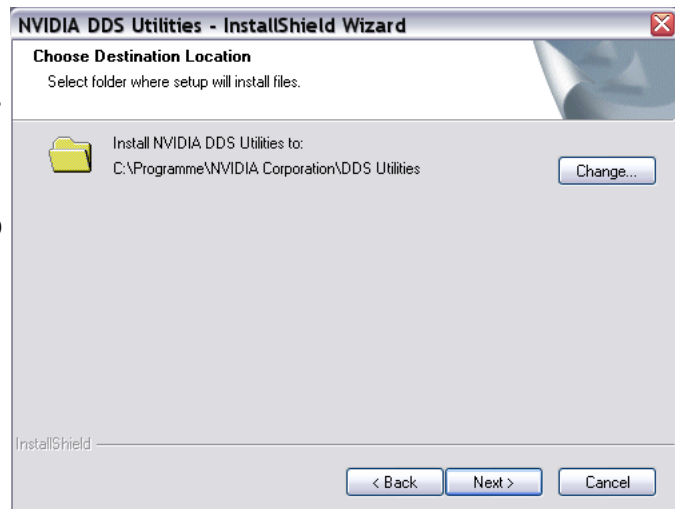 NVIDIA DDS Utilities - InstallShield Wizard
Choose Destination Location
Select folder where setup will install files.
Install NVIDIA DDS Utilities to:
C:\Programme\NVIDIA Corporation\DDS Utilities
Change...
InstallShield
< Back
Next >
Cancel